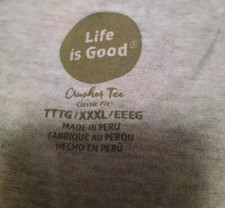 Life
is Good®
Crusher Tee
Classic Fit
TTTG/XXXL/EEEG
MADE IN PERU
FABRIQUÉ AU PÉROU
HECHO EN PERÚ